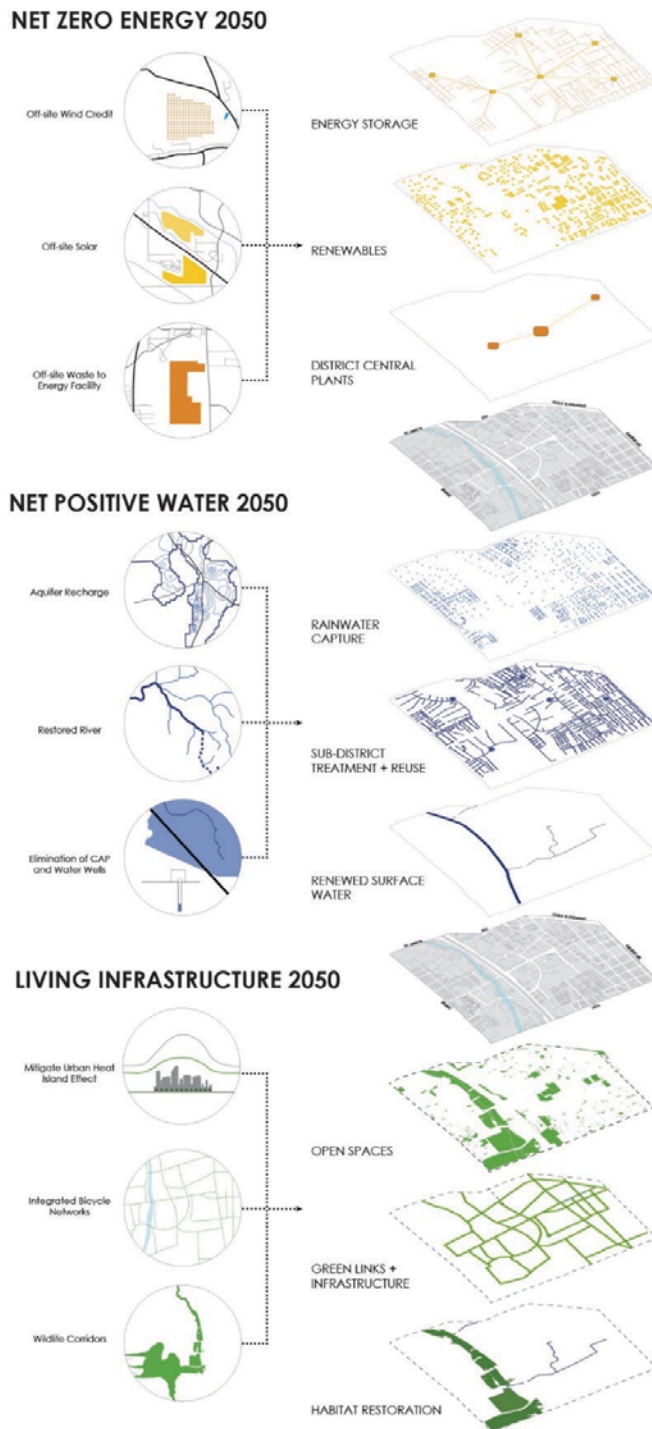 NET ZERO ENERGY 2050
Off-site Wind Credit
ENERGY STORAGE
Off-site Solar
RENEWABLES
Off-site Waste to
Energy Facility
DISTRICT CENTRAL
PLANTS
NET POSITIVE WATER 2050
Aquifer Recharge
RAINWATER
CAPTURE
Restored River
SUB-DISTRICT
TREATMENT + REUSE
Elimination of CAP
and Water Wells
RENEWED SURFACE
WATER
LIVING INFRASTRUCTURE 2050
Mitigate Urban Heat
Island Effect
OPEN SPACES
Integrated Bicycle
Networks
GREEN LINKS +
INFRASTRUCTURE
Wildlife Corridors
HABITAT RESTORATION